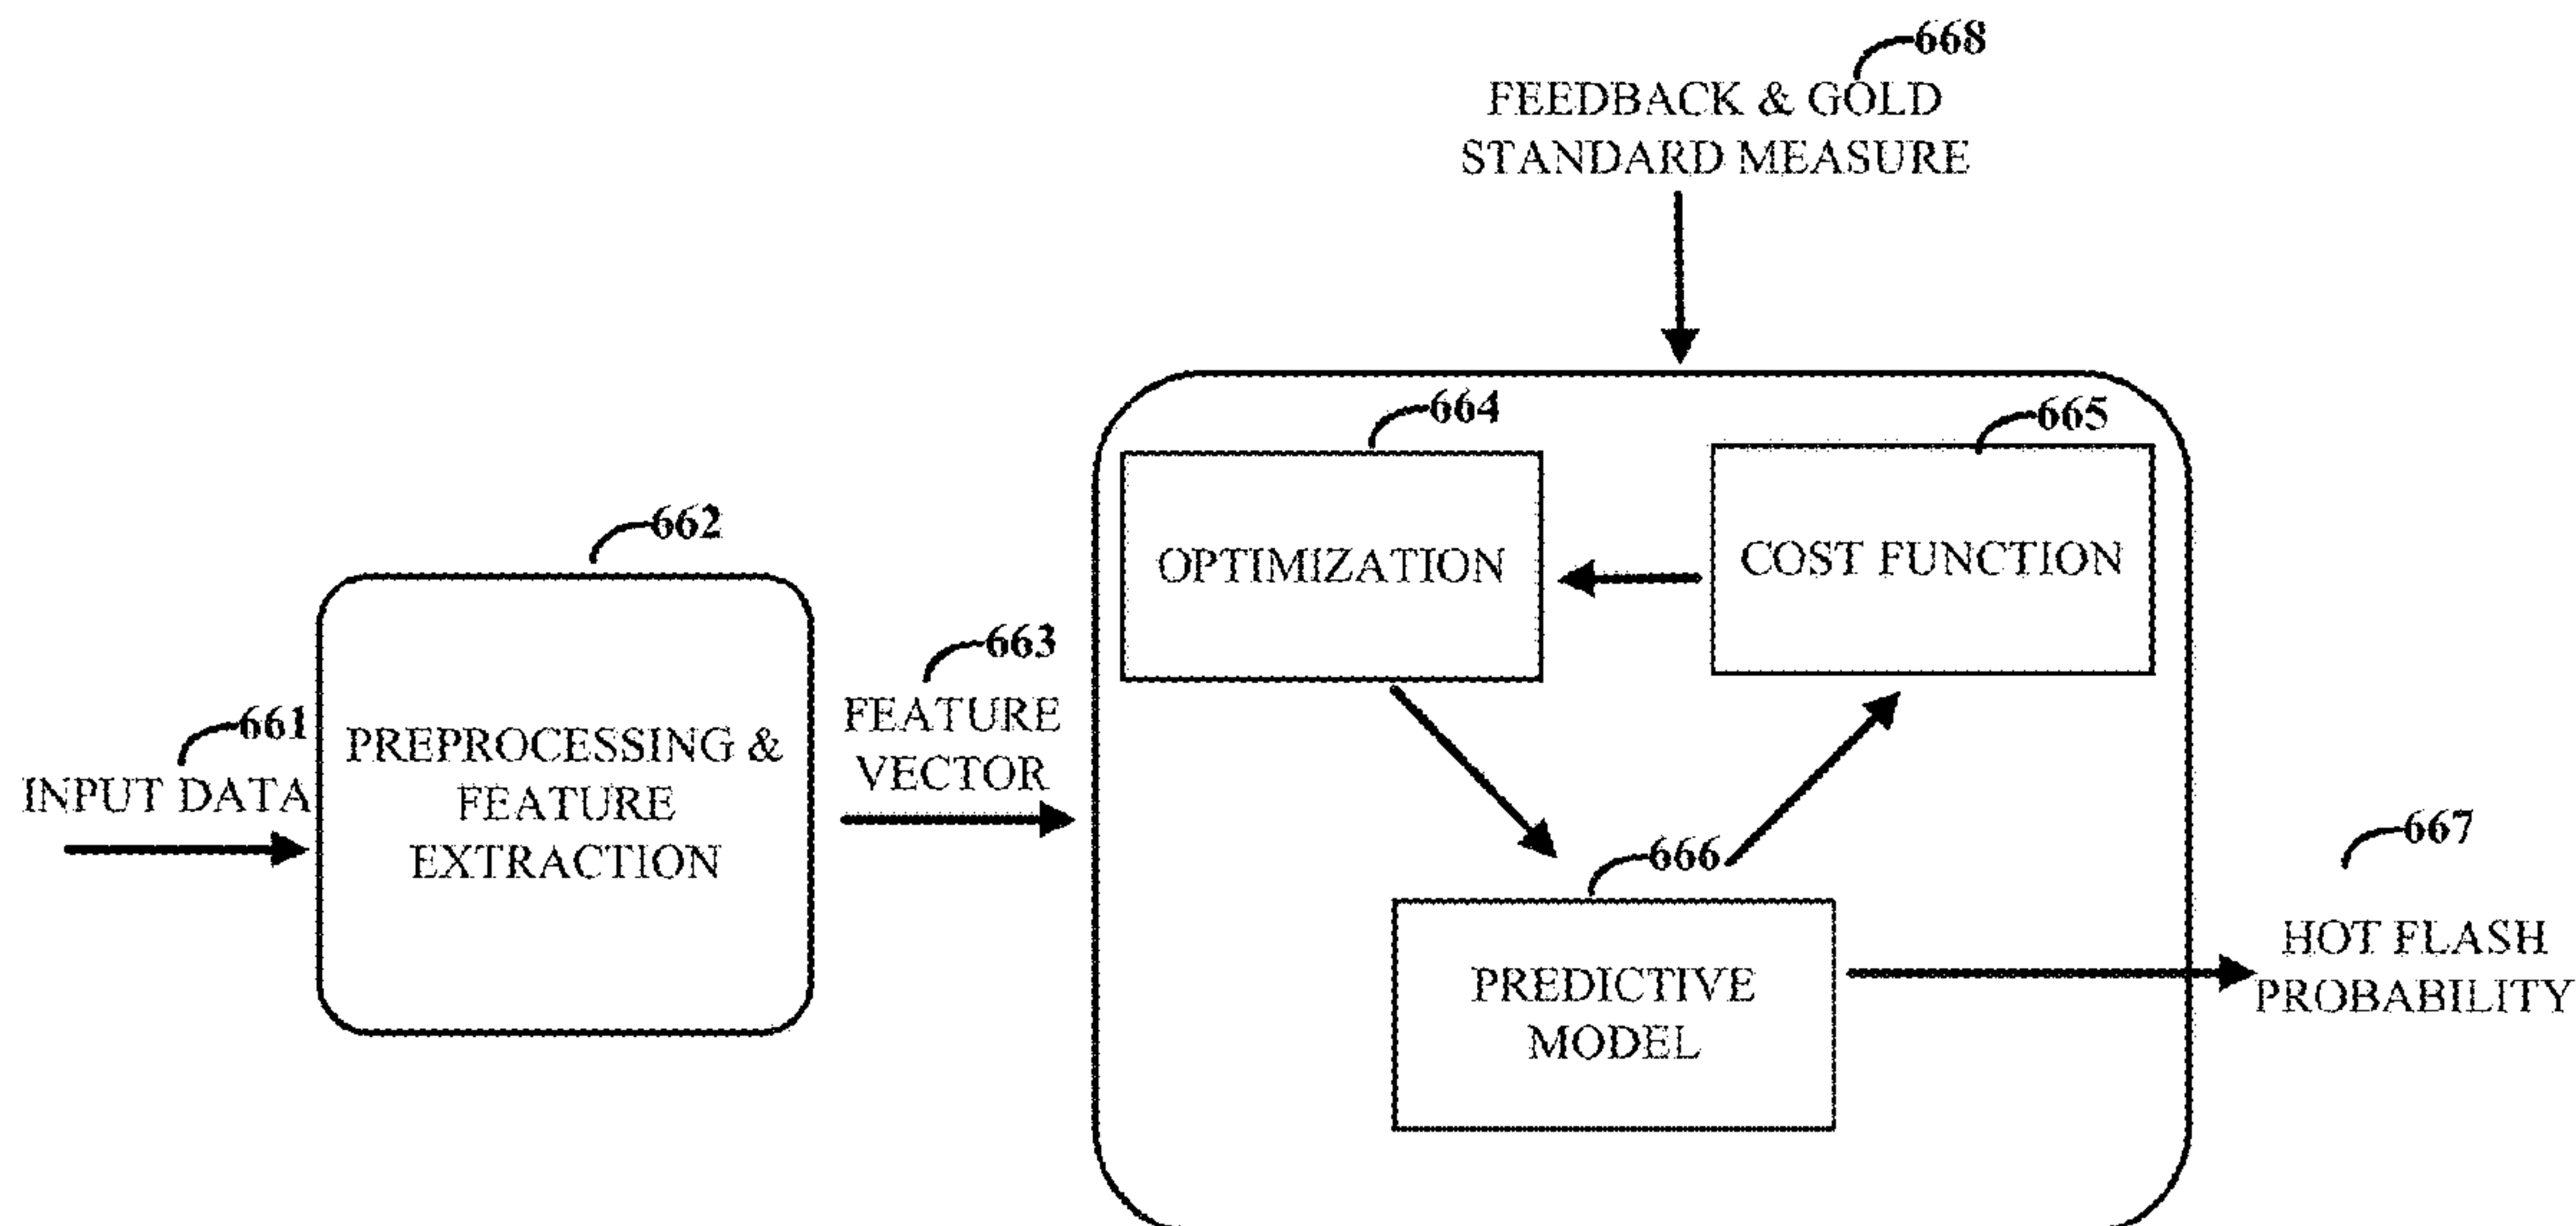 668
FEEDBACK & GOLD
STANDARD MEASURE
664
665
OPTIMIZATION
COST FUNCTION
662
PREPROCESSING &
FEATURE
EXTRACTION
663
FEATURE
VECTOR
661
INPUT DATA
666
PREDICTIVE
MODEL
667
HOT FLASH
PROBABILITY